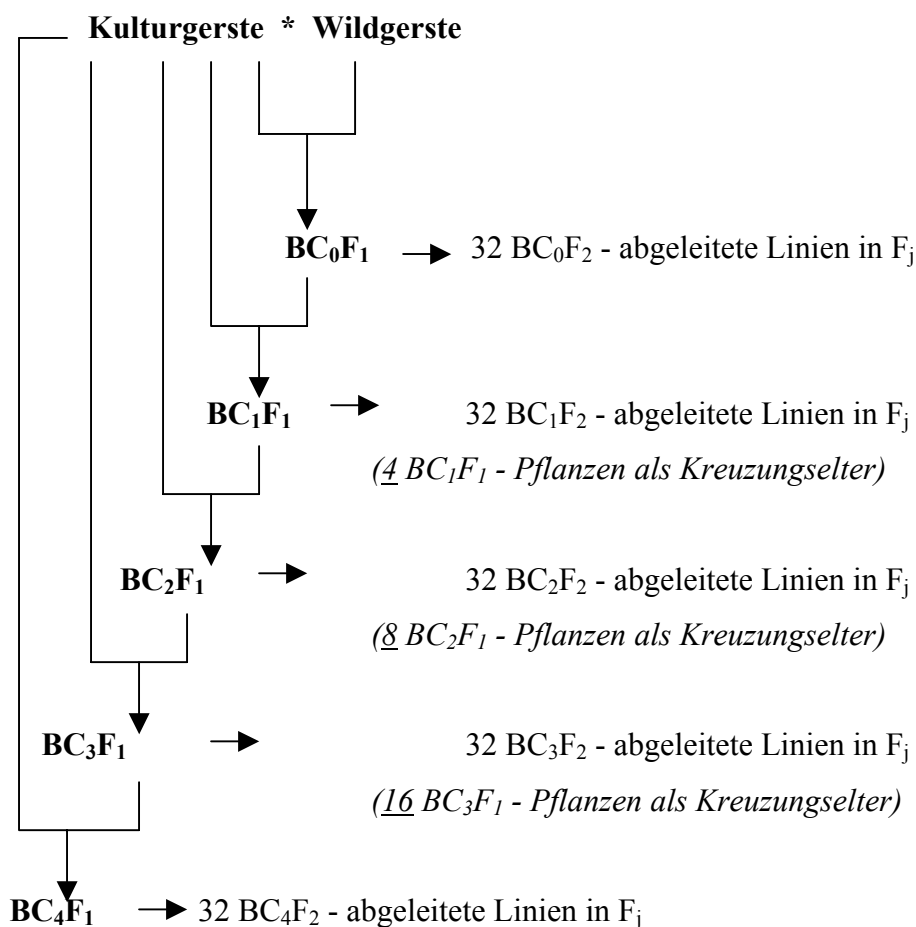 Kulturgerste * Wildgerste
BC₀F₁ 32 BC₀F₂ - abgeleitete Linien in Fⱼ
BC₁F₁ 32 BC₁F₂ - abgeleitete Linien in Fⱼ
(4 BC₁F₁ - Pflanzen als Kreuzungselter)
BC₂F₁ 32 BC₂F₂ - abgeleitete Linien in Fⱼ
(8 BC₂F₁ - Pflanzen als Kreuzungselter)
BC₃F₁ 32 BC₃F₂ - abgeleitete Linien in Fⱼ
(16 BC₃F₁ - Pflanzen als Kreuzungselter)
BC₄F₁ 32 BC₄F₂ - abgeleitete Linien in Fⱼ